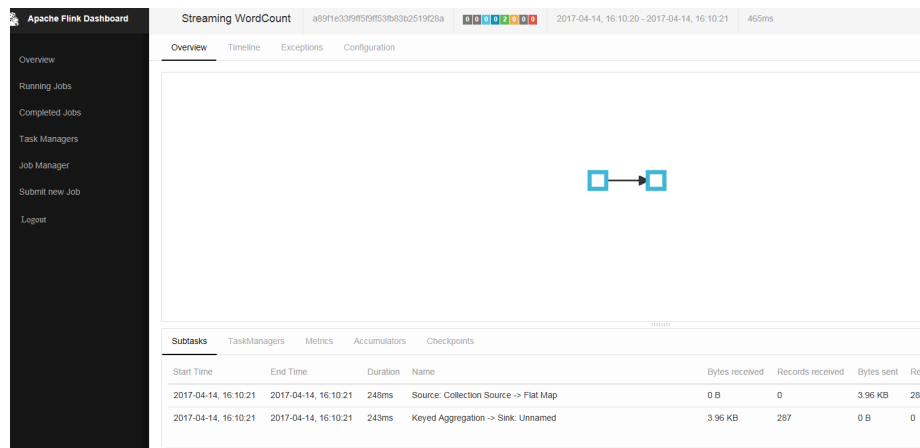 Apache Flink Dashboard
Overview
Running Jobs
Completed Jobs
Task Managers
Job Manager
Submit new Job
Logout
Streaming WordCount a89f1e33f9ff5f9ff53fb83b2519f28a 0 0 0 0 2 0 0 0 2017-04-14, 16:10:20 - 2017-04-14, 16:10:21 465ms
Overview Timeline Exceptions Configuration
Subtasks TaskManagers Metrics Accumulators Checkpoints
Start Time End Time Duration Name Bytes received Records received Bytes sent Re
2017-04-14, 16:10:21 2017-04-14, 16:10:21 248ms Source: Collection Source -> Flat Map 0 B 0 3.96 KB 28
2017-04-14, 16:10:21 2017-04-14, 16:10:21 243ms Keyed Aggregation -> Sink: Unnamed 3.96 KB 287 0 B 0